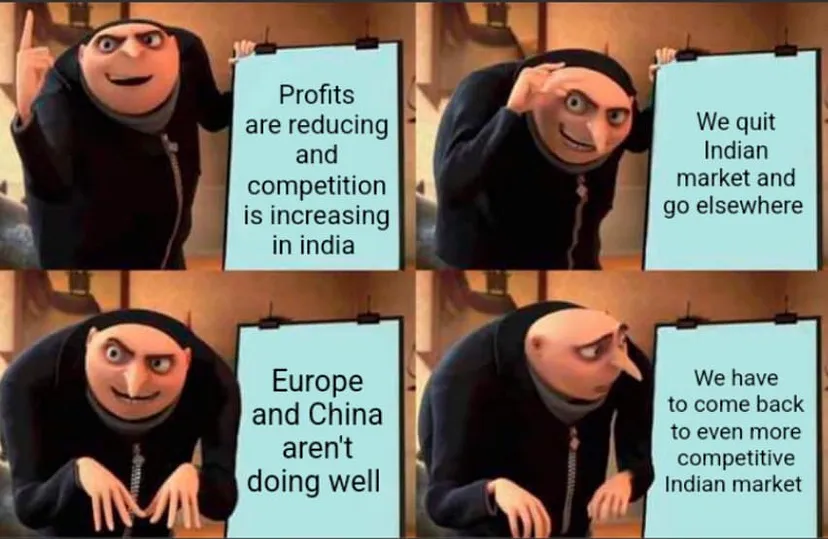 Profits
are reducing
and
competition
is increasing
in india
We quit
Indian
market and
go elsewhere
Europe
and China
aren't
doing well
We have
to come back
to even more
competitive
Indian market